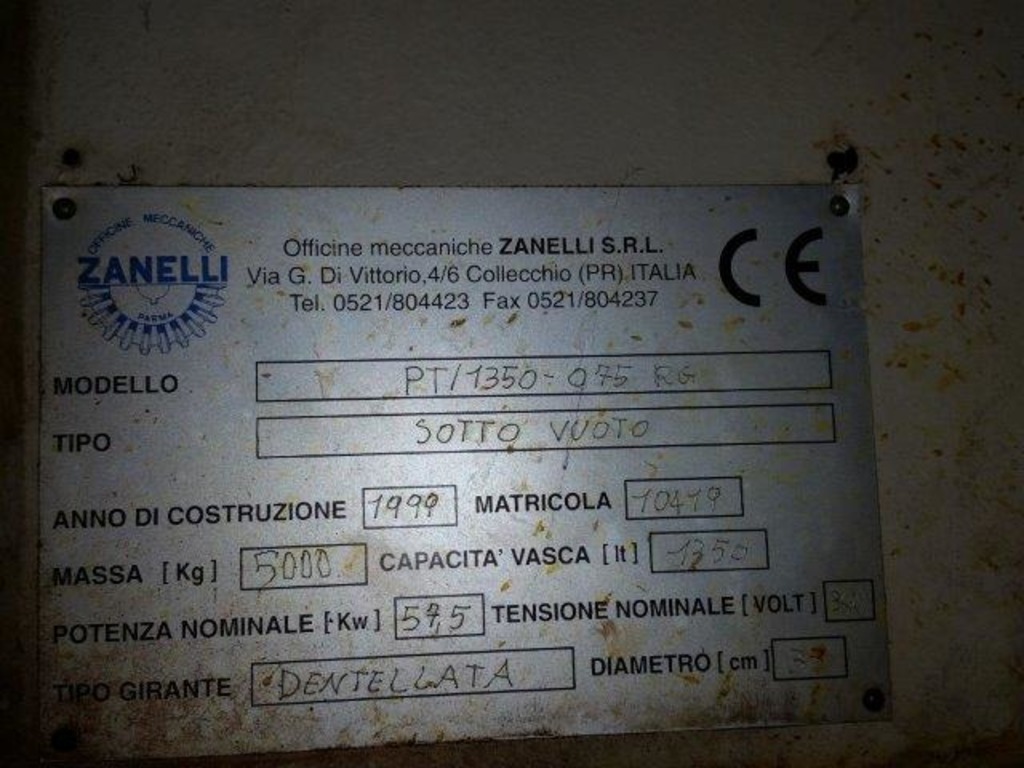 OFFICINE MECCANICHE
ZANELLI
PARMA
Officine meccaniche ZANELLI S.R.L.
Via G. Di Vittorio,4/6 Collecchio (PR) ITALIA
Tel. 0521/804423 Fax 0521/804237
CE
MODELLO PT/1350-075 RG
TIPO SOTTO VUOTO
ANNO DI COSTRUZIONE 1999 MATRICOLA 10419
MASSA [Kg] 5000 CAPACITA' VASCA [lt] 1350
POTENZA NOMINALE [Kw] 57,5 TENSIONE NOMINALE [VOLT]
TIPO GIRANTE DENTELLATA DIAMETRO [cm]